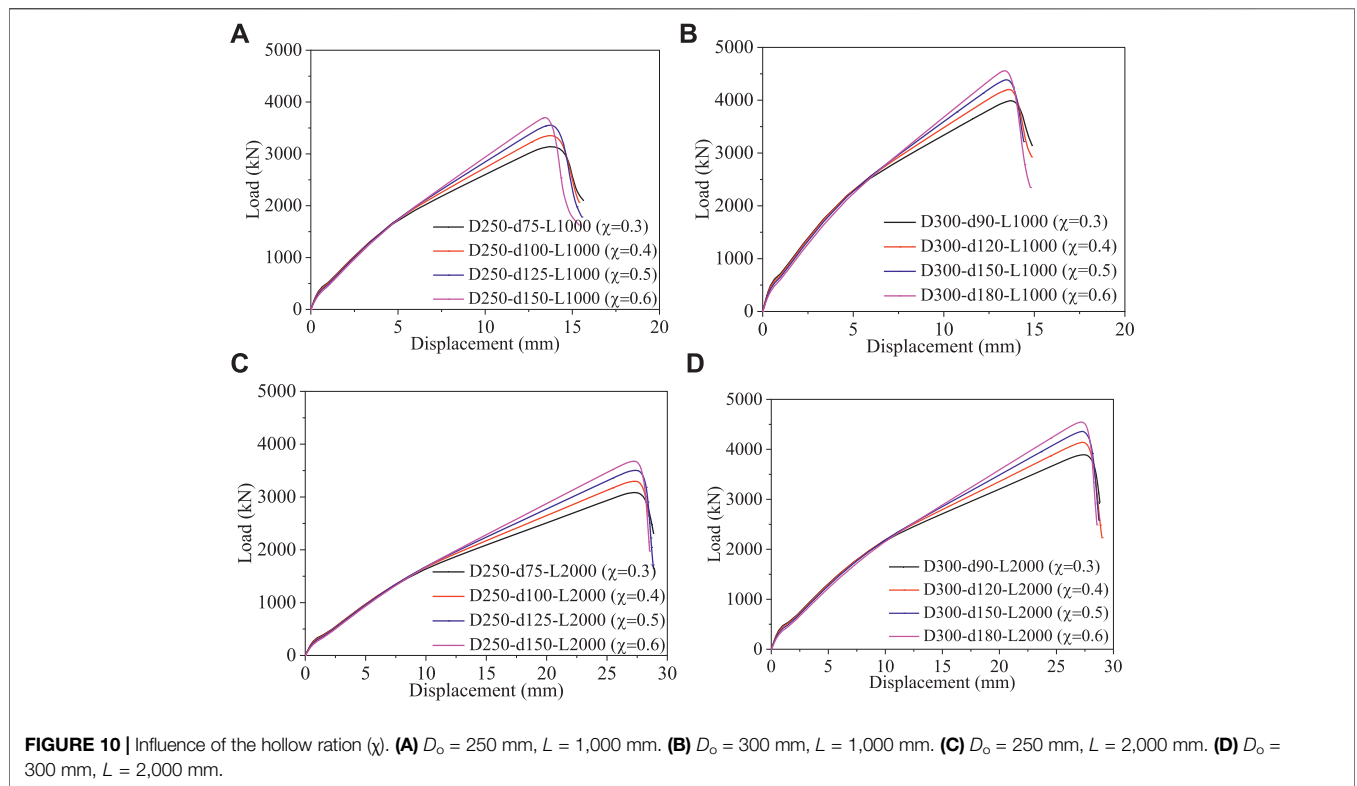 A
5000
4000
3000
2000
1000
0
Load (kN)
D250-d75-L1000 (χ=0.3)
D250-d100-L1000 (χ=0.4)
D250-d125-L1000 (χ=0.5)
D250-d150-L1000 (χ=0.6)
0 5 10 15 20
Displacement (mm)
B
5000
4000
3000
2000
1000
0
Load (kN)
D300-d90-L1000 (χ=0.3)
D300-d120-L1000 (χ=0.4)
D300-d150-L1000 (χ=0.5)
D300-d180-L1000 (χ=0.6)
0 5 10 15 20
Displacement (mm)
C
5000
4000
3000
2000
1000
0
Load (kN)
D250-d75-L2000 (χ=0.3)
D250-d100-L2000 (χ=0.4)
D250-d125-L2000 (χ=0.5)
D250-d150-L2000 (χ=0.6)
0 5 10 15 20 25 30
Displacement (mm)
D
5000
4000
3000
2000
1000
0
Load (kN)
D300-d90-L2000 (χ=0.3)
D300-d120-L2000 (χ=0.4)
D300-d150-L2000 (χ=0.5)
D300-d180-L2000 (χ=0.6)
0 5 10 15 20 25 30
Displacement (mm)
FIGURE 10 | Influence of the hollow ration (χ). (A) Do = 250 mm, L = 1,000 mm. (B) Do = 300 mm, L = 1,000 mm. (C) Do = 250 mm, L = 2,000 mm. (D) Do =
300 mm, L = 2,000 mm.